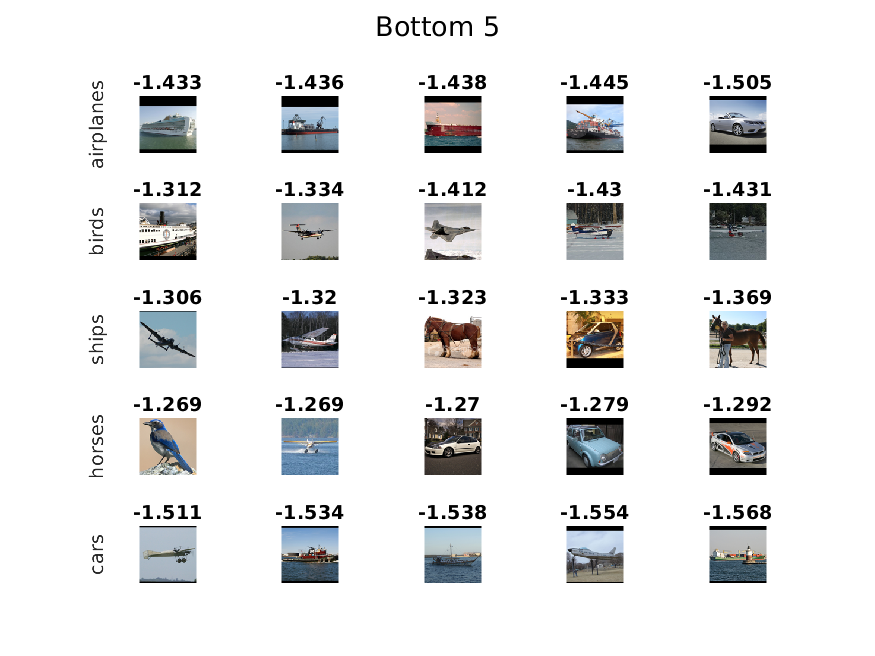 Bottom 5
airplanes
-1.433 -1.436 -1.438 -1.445 -1.505
birds
-1.312 -1.334 -1.412 -1.43 -1.431
ships
-1.306 -1.32 -1.323 -1.333 -1.369
horses
-1.269 -1.269 -1.27 -1.279 -1.292
cars
-1.511 -1.534 -1.538 -1.554 -1.568